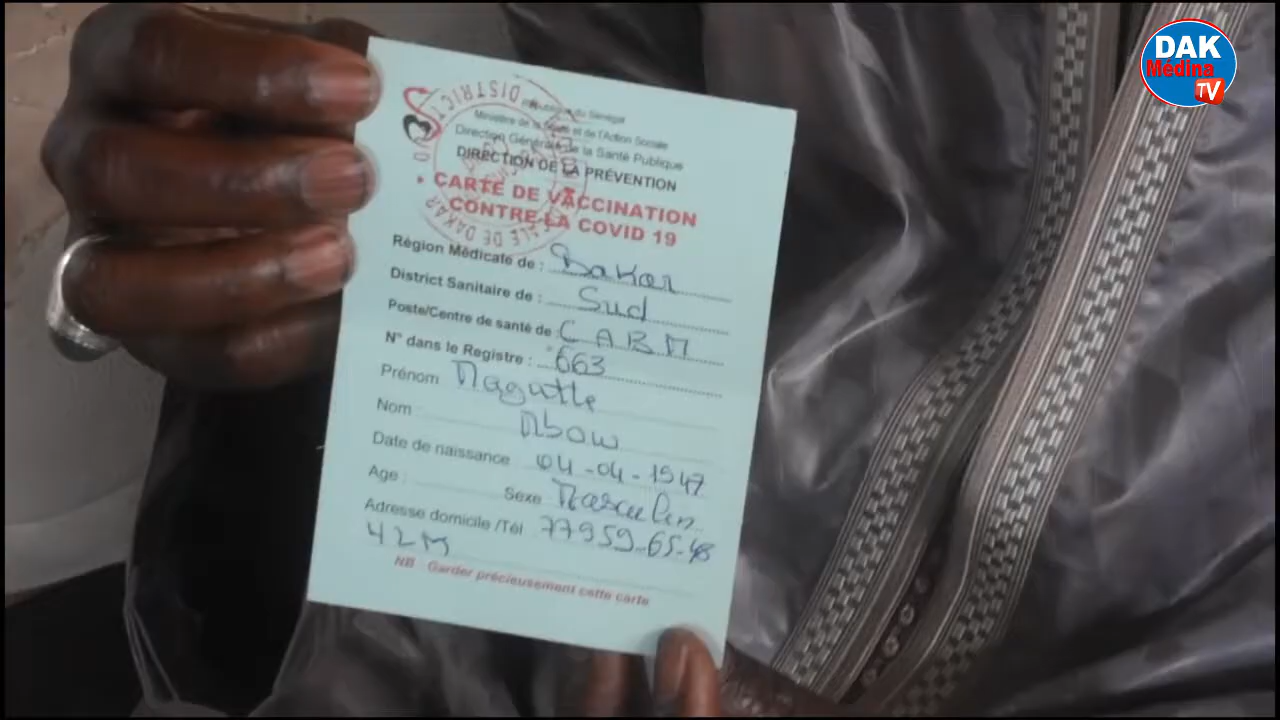 DAK
Médina
TV
DISTRICT
République du Sénégal
Ministère de la Santé et de l'Action Sociale
Direction Générale de la Santé Publique
DIRECTION DE LA PRÉVENTION
CARTE DE VACCINATION
CONTRE LA COVID 19
Région Médicale de : Dakar
District Sanitaire de : Sud
Poste/Centre de santé de : CABM
N° dans le Registre : 663
Prénom Magatte
Nom : Mbow
Date de naissance 04-04-1947
Age : Sexe Masculin
Adresse domicile /Tél 77959-65-48
42M
NB : Garder précieusement cette carte